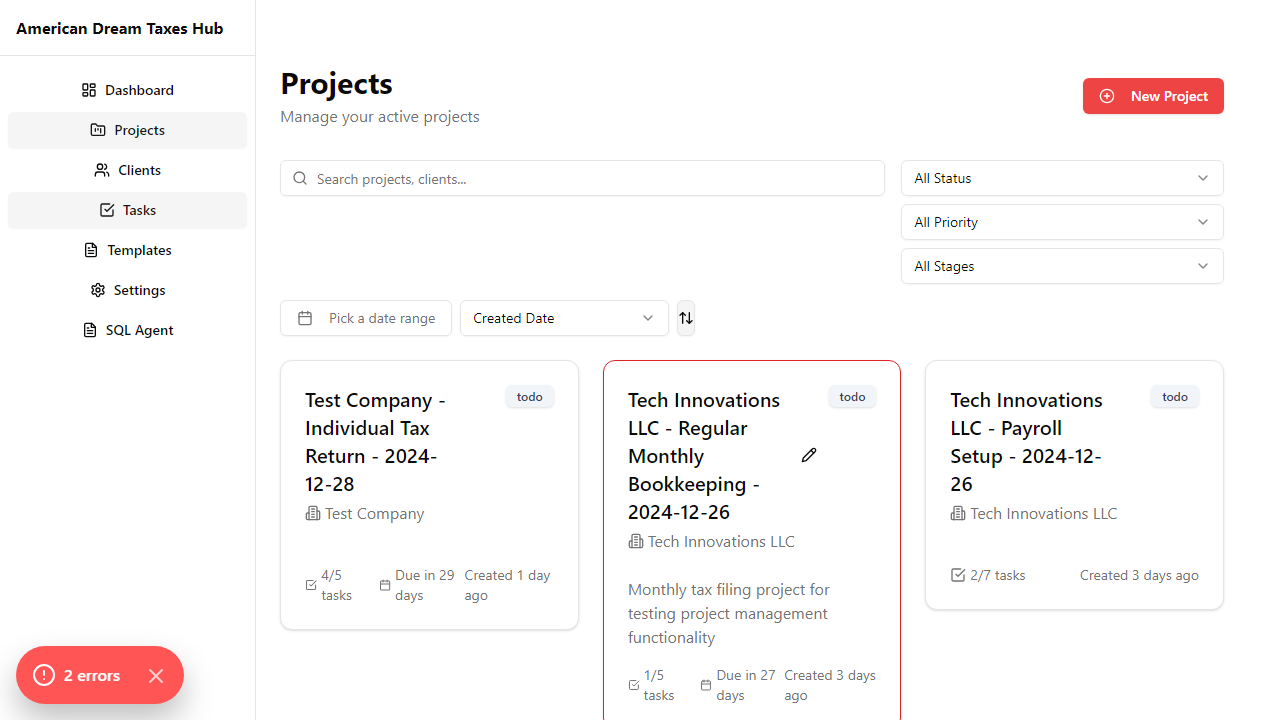 American Dream Taxes Hub
Dashboard
Projects
Clients
Tasks
Templates
Settings
SQL Agent
2 errors
Projects
Manage your active projects
New Project
Search projects, clients...
All Status
All Priority
All Stages
Pick a date range
Created Date
Test Company -
Individual Tax
Return - 2024-
12-28
todo
Test Company
4/5
tasks
Due in 29
days
Created 1 day
ago
Tech Innovations
LLC - Regular
Monthly
Bookkeeping -
2024-12-26
todo
Tech Innovations LLC
Monthly tax filing project for
testing project management
functionality
1/5
tasks
Due in 27
days
Created 3 days
ago
Tech Innovations
LLC - Payroll
Setup - 2024-12-
26
todo
Tech Innovations LLC
2/7 tasks
Created 3 days ago